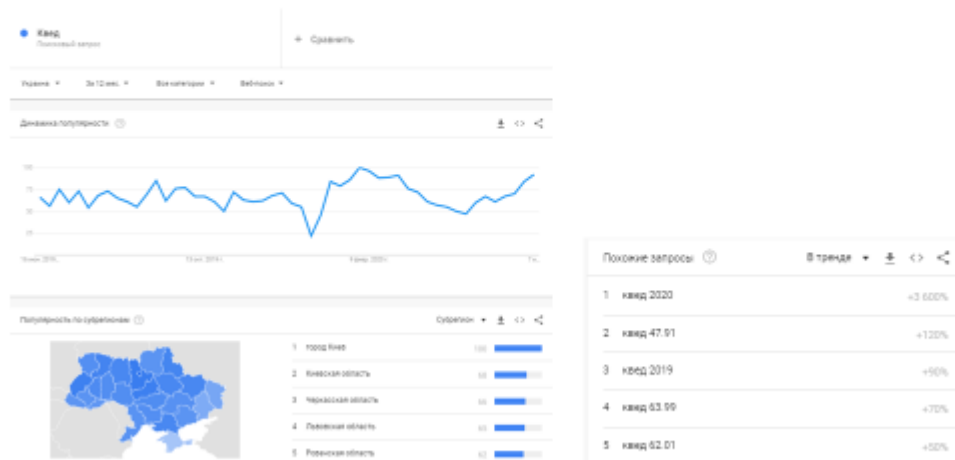 Квед
Поисковый запрос
+ Сравнить
Украина
За 12 мес.
Все категории
Веб-поиск
Динамика популярности
100
75
50
25
Популярность по субрегионам
Субрегион
1 город Киев 100
2 Киевская область
3 Черкасская область
4 Львовская область
5 Ровенская область
Похожие запросы
В тренде
1 квед 2020 +3 600%
2 квед 47.91 +120%
3 квед 2019 +90%
4 квед 63.99 +70%
5 квед 62.01 +50%